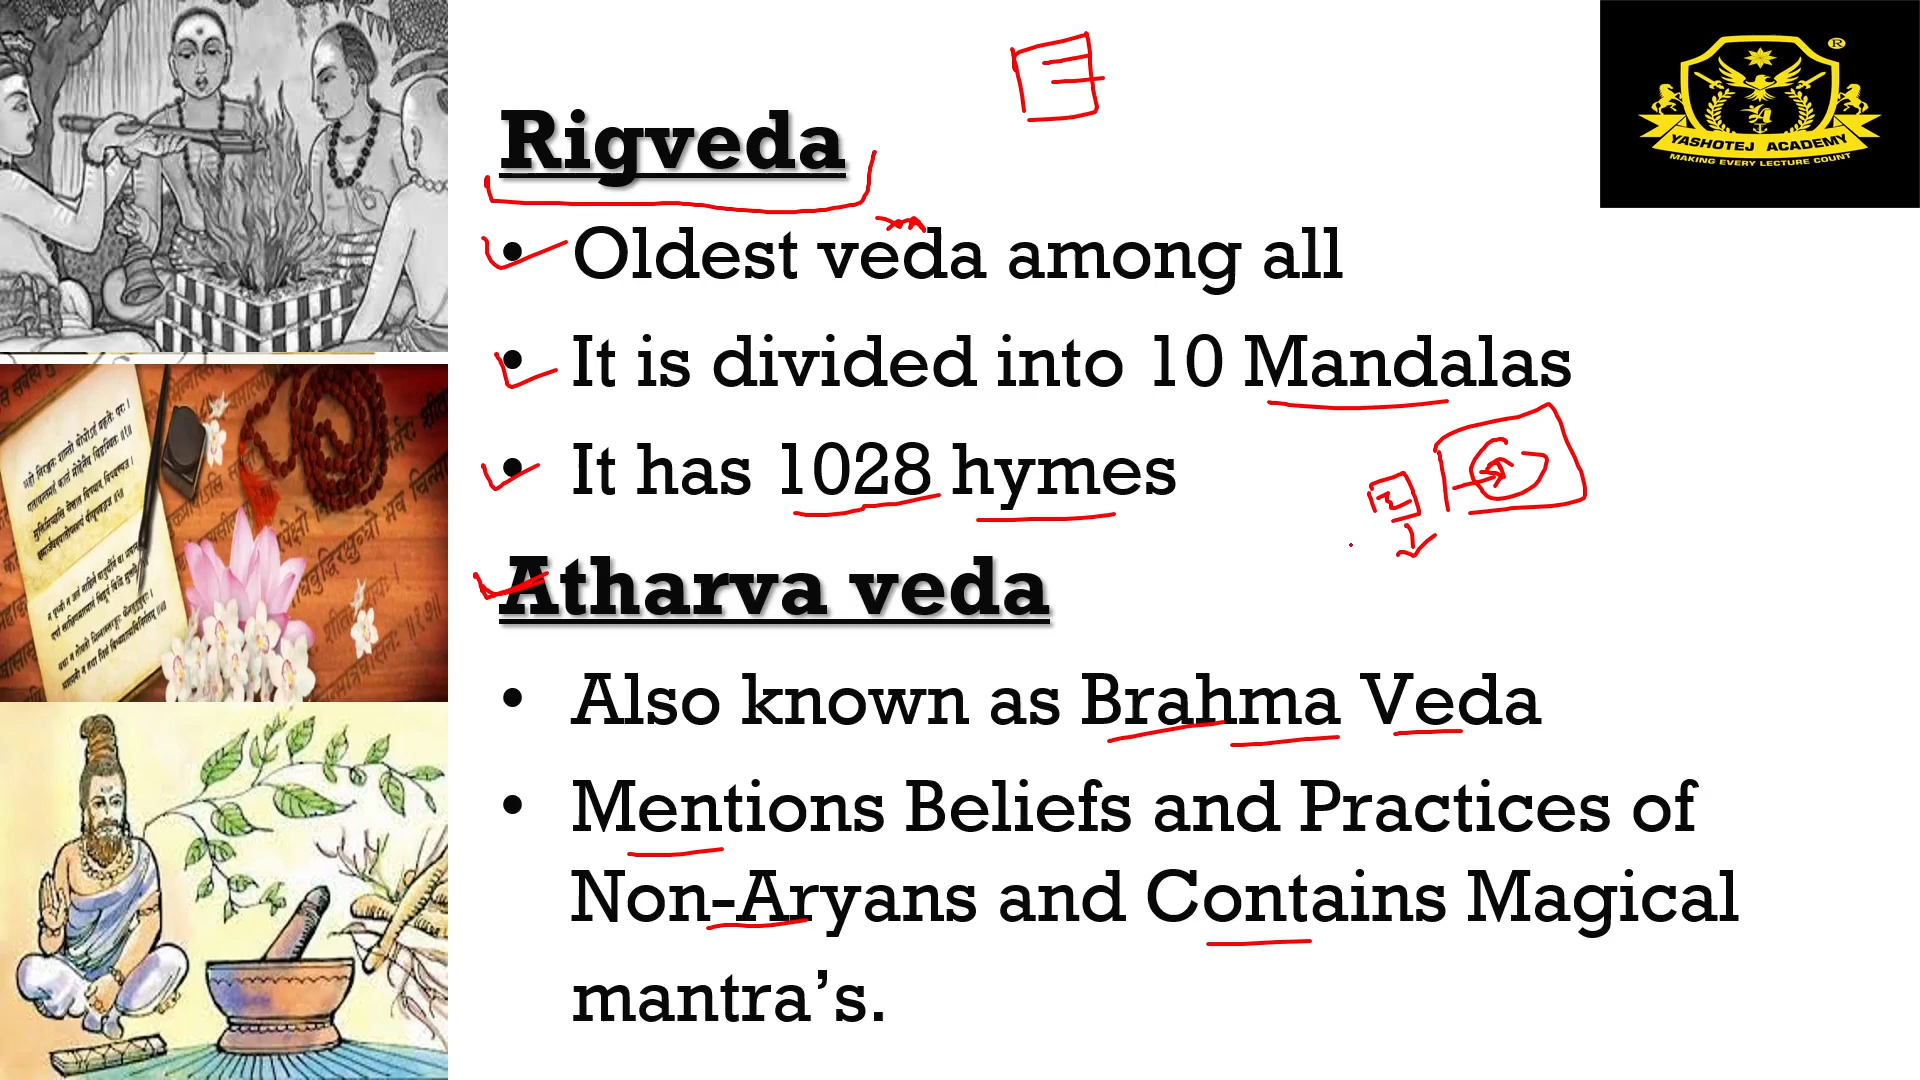 Rigveda
• Oldest veda among all
• It is divided into 10 Mandalas
• It has 1028 hymes
Atharva veda
• Also known as Brahma Veda
• Mentions Beliefs and Practices of
Non-Aryans and Contains Magical
mantra’s.
®
YASHOTEJ ACADEMY
MAKING EVERY LECTURE COUNT